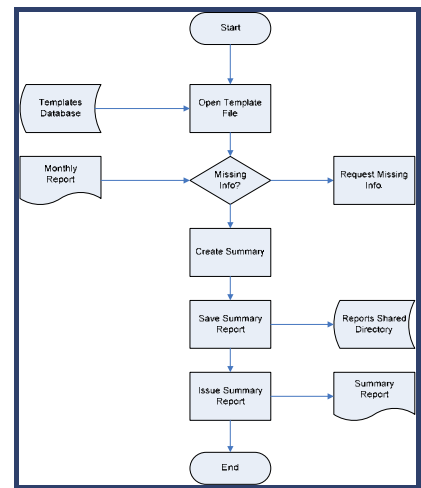 Start
Templates
Database
Open Template
File
Monthly
Report
Missing
Info?
Request Missing
Info.
Create Summary
Save Summary
Report
Reports Shared
Directory
Issue Summary
Report
Summary
Report
End